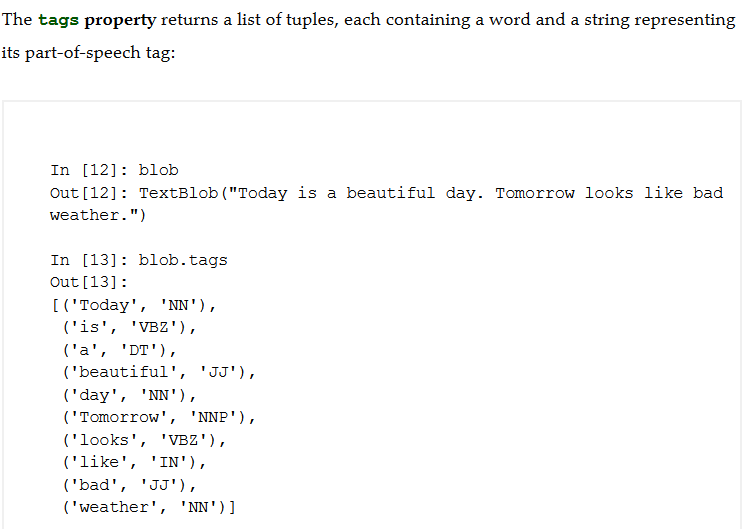 The tags property returns a list of tuples, each containing a word and a string representing
its part-of-speech tag:
In [12]: blob
Out[12]: TextBlob("Today is a beautiful day. Tomorrow looks like bad
weather.")
In [13]: blob.tags
Out[13]:
[('Today', 'NN'),
('is', 'VBZ'),
('a', 'DT'),
('beautiful', 'JJ'),
('day', 'NN'),
('Tomorrow', 'NNP'),
('looks', 'VBZ'),
('like', 'IN'),
('bad', 'JJ'),
('weather', 'NN')]